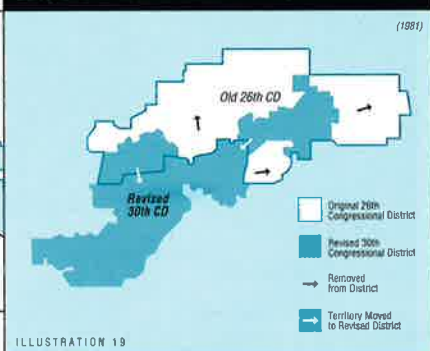 (1981)
Old 26th CD
Revised
30th CD
Original 26th
Congressional District
Revised 30th
Congressional District
Removed
from District
Territory Moved
to Revised District
ILLUSTRATION 19